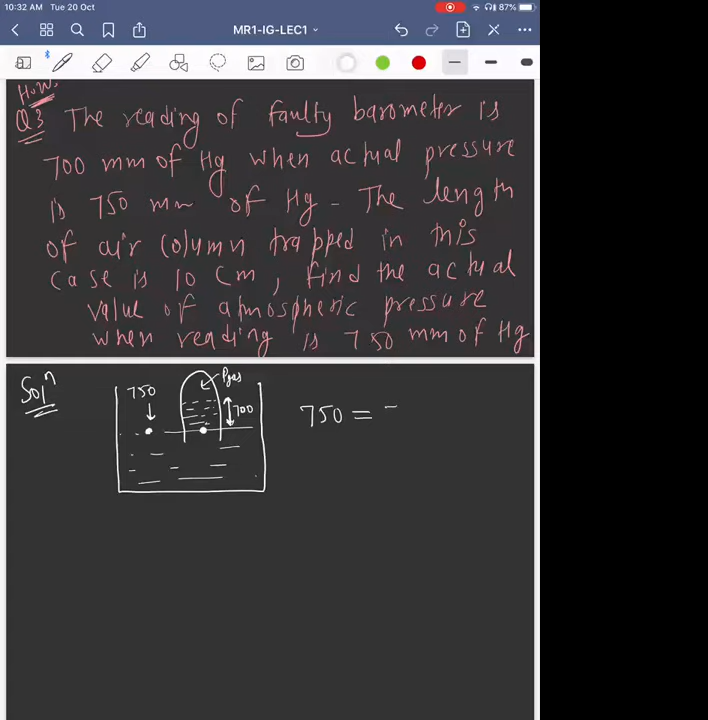 10:32 AM Tue 20 Oct
87%
MR1-IG-LEC1
H.W.
Q3 The reading of faulty barometer is
700 mm of Hg when actual pressure
is 750 mm of Hg - The length
of air column trapped in this
case is 10 cm, find the actual
value of atmospheric pressure
when reading is 750 mm of Hg
Solⁿ
Pgas
750
700
750 = -